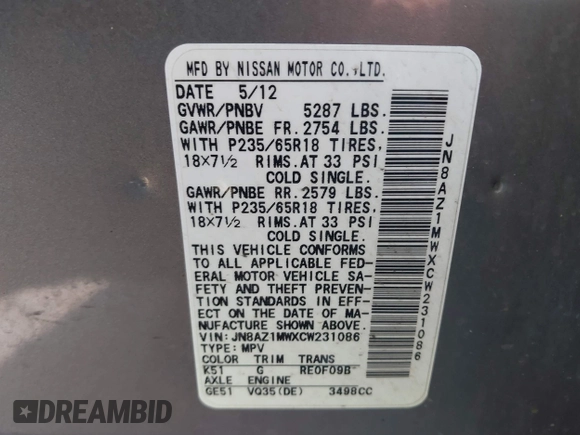 MFD BY NISSAN MOTOR CO.,LTD.
DATE 5/12
GVWR/PNBV 5287 LBS.
GAWR/PNBE FR. 2754 LBS.
WITH P235/65R18 TIRES,
18×7½ RIMS.AT 33 PSI
COLD SINGLE.
GAWR/PNBE RR. 2579 LBS.
WITH P235/65R18 TIRES,
18×7½ RIMS.AT 33 PSI
COLD SINGLE.
THIS VEHICLE CONFORMS
TO ALL APPLICABLE FED-
ERAL MOTOR VEHICLE SA-
FETY AND THEFT PREVEN-
TION STANDARDS IN EFF-
ECT ON THE DATE OF MA-
NUFACTURE SHOWN ABOVE.
VIN: JN8AZ1MWXCW231086
TYPE: MPV
COLOR TRIM TRANS
K51 G RE0F09B
AXLE ENGINE
GE51 VQ35(DE) 3498CC
JN8AZ1MWXCW231086
DREAMBID
DREAMBID